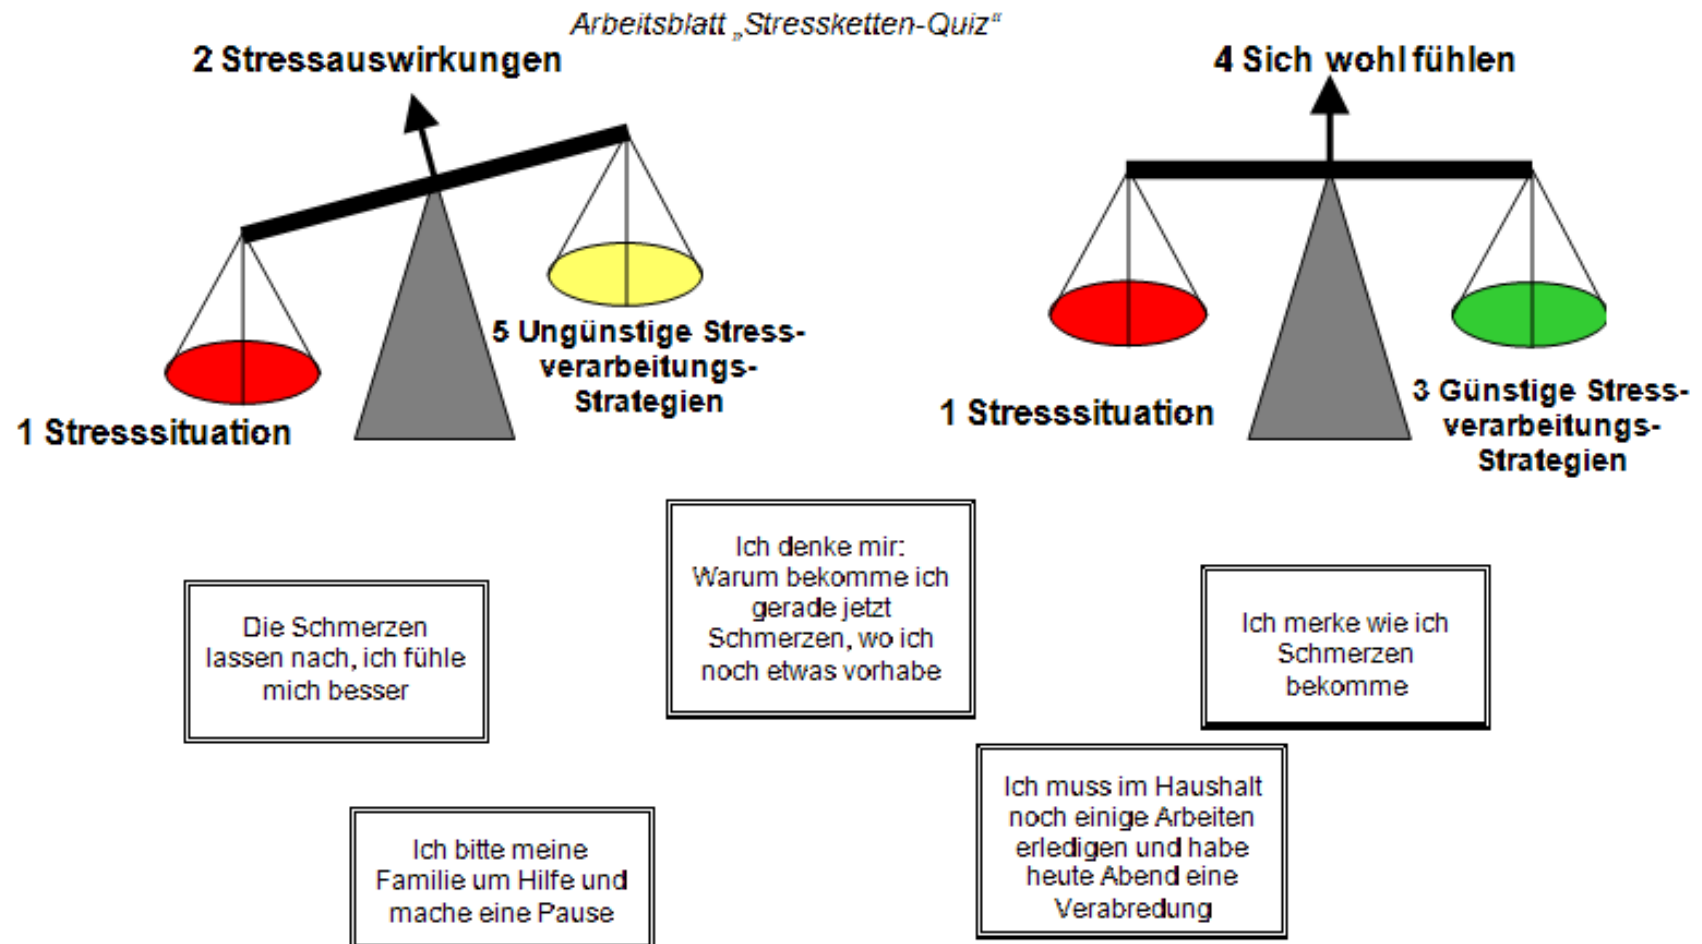 Arbeitsblatt „Stressketten-Quiz“
2 Stressauswirkungen
4 Sich wohl fühlen
5 Ungünstige Stress-
verarbeitungs-
Strategien
1 Stresssituation
1 Stresssituation
3 Günstige Stress-
verarbeitungs-
Strategien
Die Schmerzen
lassen nach, ich fühle
mich besser
Ich denke mir:
Warum bekomme ich
gerade jetzt
Schmerzen, wo ich
noch etwas vorhabe
Ich merke wie ich
Schmerzen
bekomme
Ich bitte meine
Familie um Hilfe und
mache eine Pause
Ich muss im Haushalt
noch einige Arbeiten
erledigen und habe
heute Abend eine
Verabredung